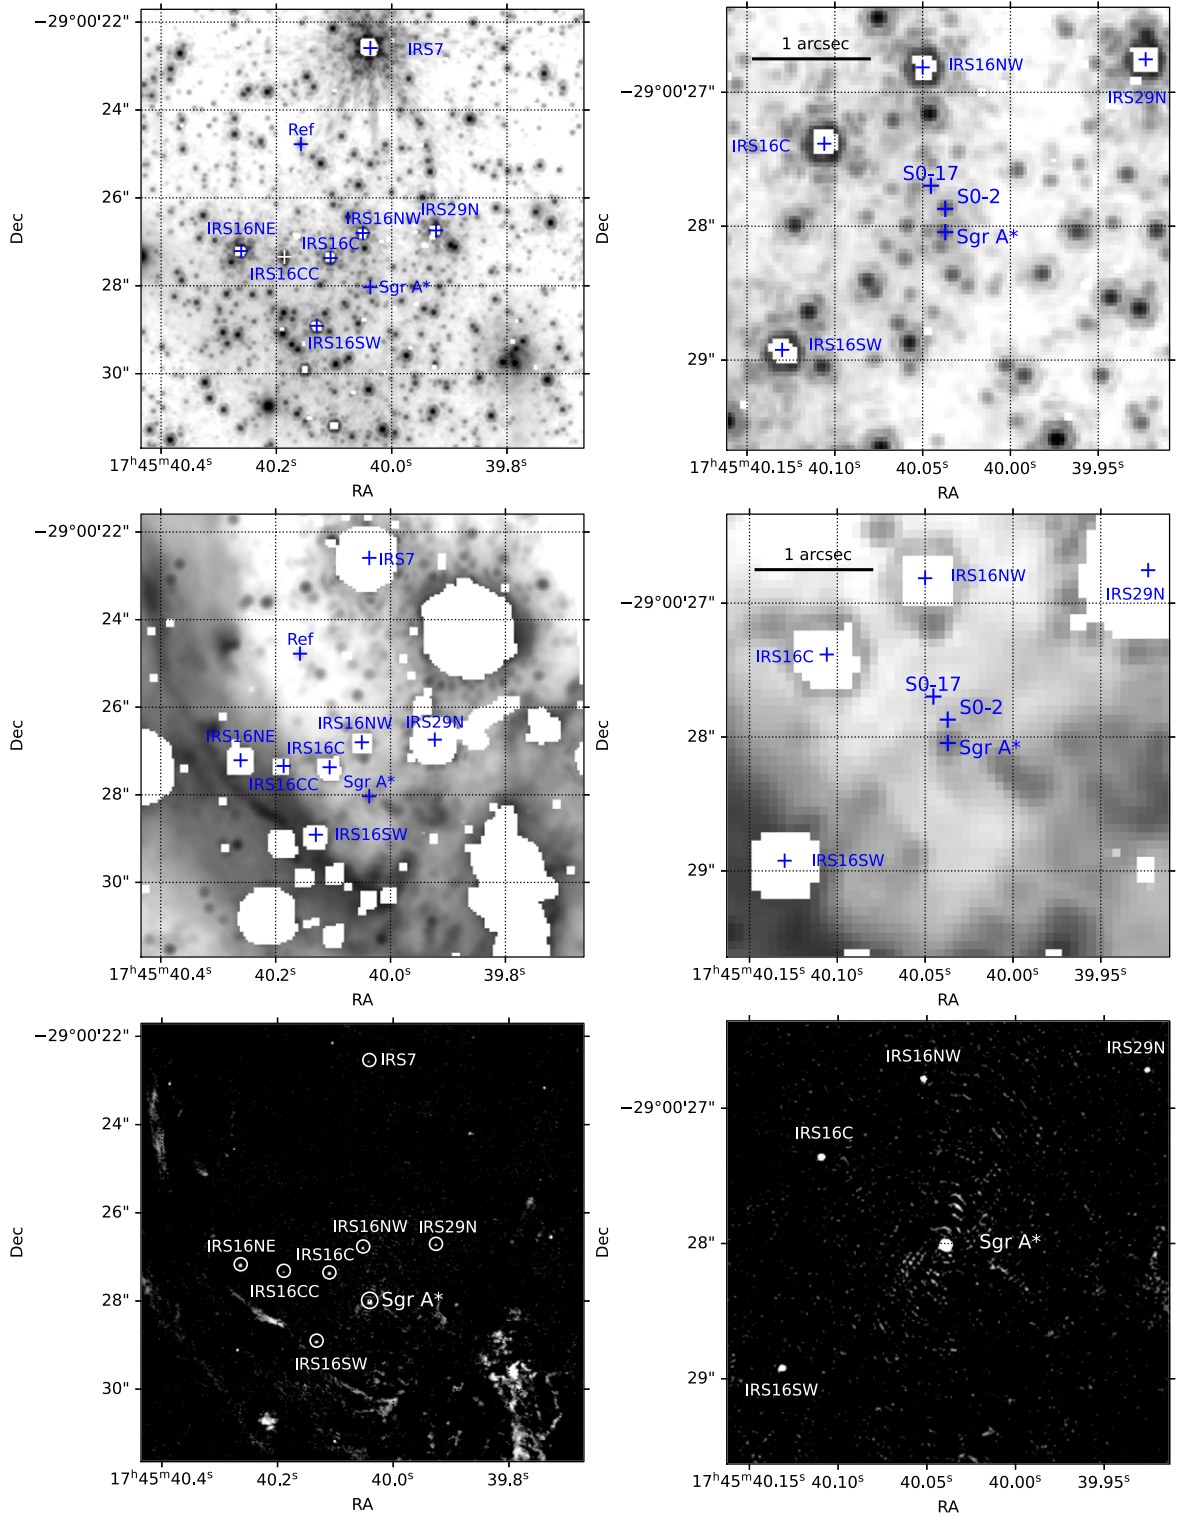 −29°00'22"
24"
26"
28"
30"
Dec
IRS7
Ref
IRS16NW
IRS29N
IRS16NE
IRS16C
IRS16CC
Sgr A*
IRS16SW
17ʰ45ᵐ40.4ˢ
40.2ˢ
40.0ˢ
39.8ˢ
RA
1 arcsec
IRS16NW
IRS29N
−29°00'27"
IRS16C
S0-17
S0-2
28"
Sgr A*
Dec
IRS16SW
29"
17ʰ45ᵐ40.15ˢ
40.10ˢ
40.05ˢ
40.00ˢ
39.95ˢ
RA
−29°00'22"
24"
26"
28"
30"
Dec
IRS7
Ref
IRS16NW
IRS29N
IRS16NE
IRS16C
IRS16CC
Sgr A*
IRS16SW
17ʰ45ᵐ40.4ˢ
40.2ˢ
40.0ˢ
39.8ˢ
RA
1 arcsec
IRS16NW
IRS29N
−29°00'27"
IRS16C
S0-17
S0-2
28"
Sgr A*
Dec
IRS16SW
29"
17ʰ45ᵐ40.15ˢ
40.10ˢ
40.05ˢ
40.00ˢ
39.95ˢ
RA
−29°00'22"
24"
26"
28"
30"
Dec
IRS7
IRS16NW
IRS29N
IRS16NE
IRS16C
IRS16CC
Sgr A*
IRS16SW
17ʰ45ᵐ40.4ˢ
40.2ˢ
40.0ˢ
39.8ˢ
RA
IRS16NW
IRS29N
−29°00'27"
IRS16C
28"
Sgr A*
Dec
IRS16SW
29"
17ʰ45ᵐ40.15ˢ
40.10ˢ
40.05ˢ
40.00ˢ
39.95ˢ
RA